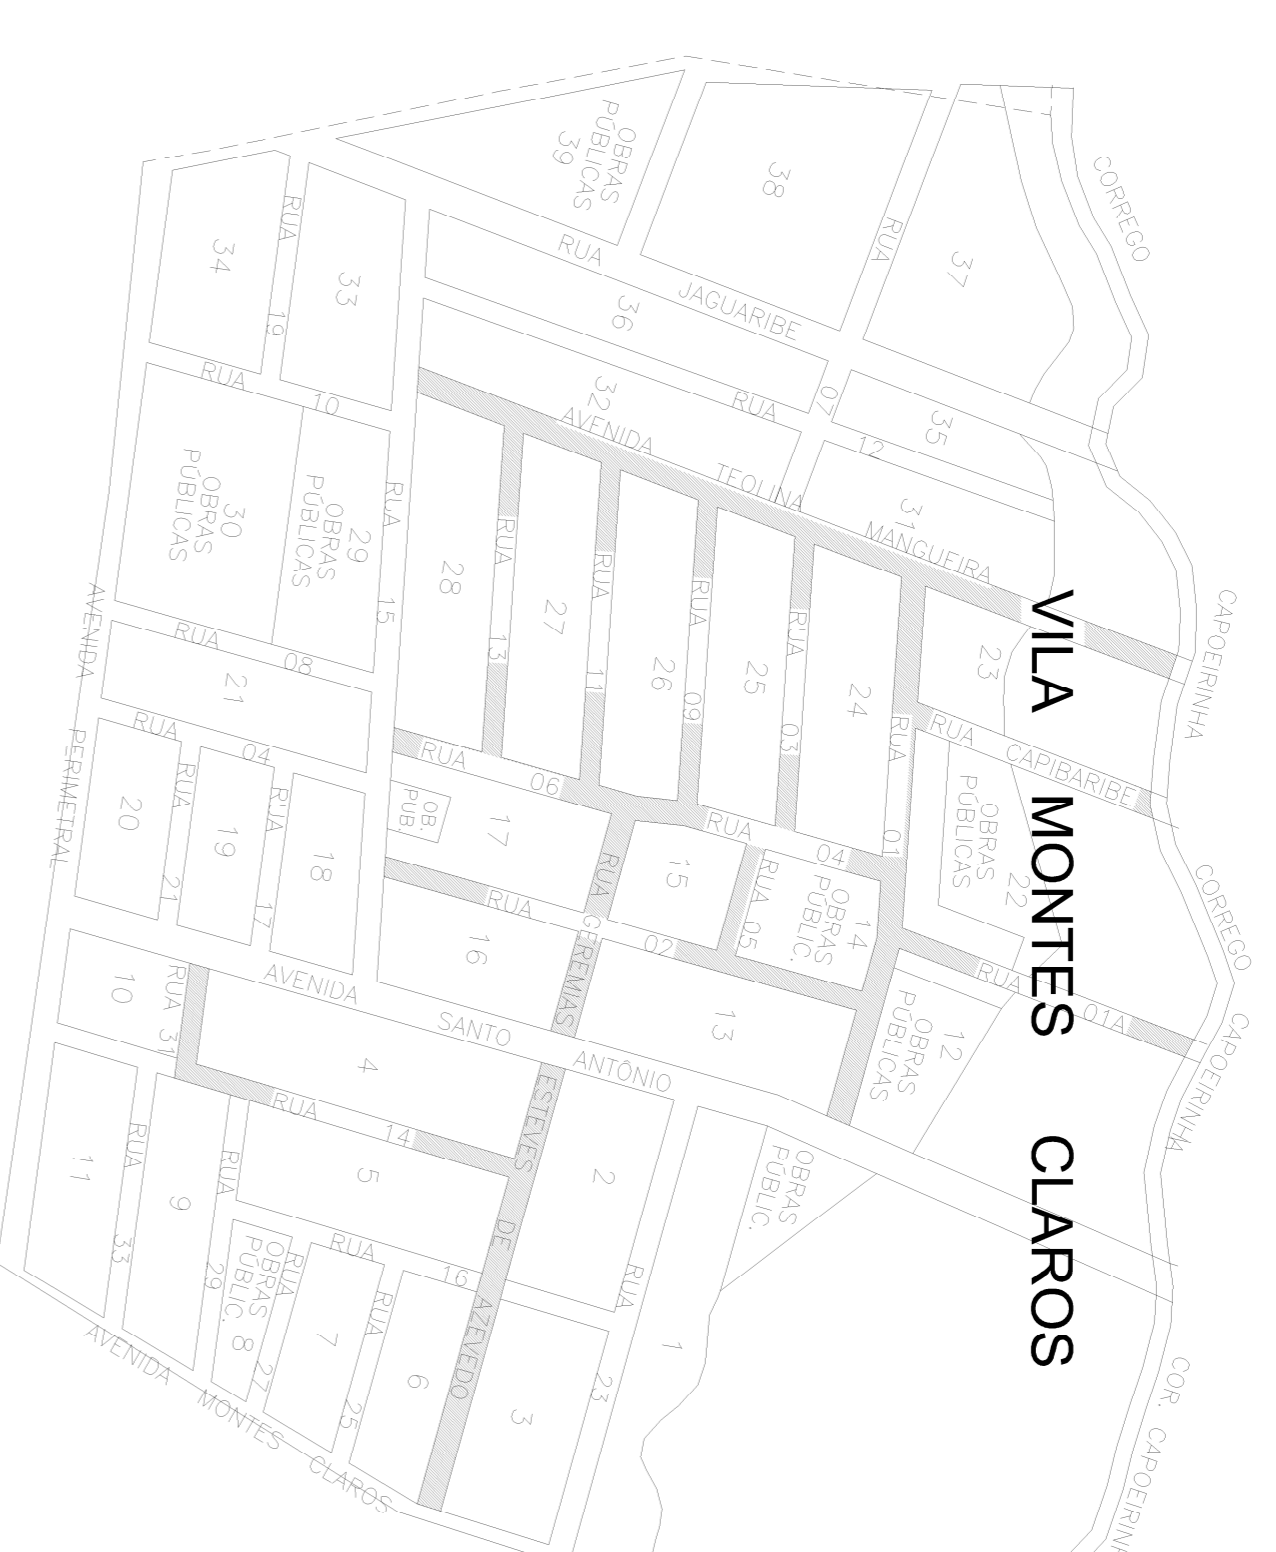 VILA MONTES CLAROS
OBRAS
PÚBLICAS
39
38
37
CORREGO
34
RUA
19
33
RUA
JAGUARIBE
36
RUA
RUA
10
32
RUA
07
12
35
31
AVENIDA
TEOLINA
MANGUEIRA
30
OBRAS
PÚBLICAS
29
OBRAS
PÚBLICAS
RUA
15
28
RUA
13
27
RUA
11
26
RUA
09
25
RUA
03
24
RUA
01
23
CAPOEIRINHA
RUA
CAPIBARIBE
AVENIDA
PERIMETRAL
RUA
08
21
RUA
04
20
RUA
21
19
RUA
17
18
RUA
06
OB.
PUB.
17
RUA
04
15
RUA 05
14
OBRAS
PÚBLIC.
22
OBRAS
PÚBLICAS
RUA
02
16
RUA
GEREMIAS
ESTEVES
DE
AZEVEDO
13
12
OBRAS
PÚBLICAS
RUA
01A
CORREGO
CAPOEIRINHA
10
RUA 31
AVENIDA
SANTO
ANTÔNIO
4
RUA
14
11
RUA
33
9
RUA
29
5
2
OBRAS
PÚBLIC.
RUA
16
OBRAS
PÚBLIC.
8
RUA
27
7
RUA
25
6
3
RUA
23
1
AVENIDA
MONTES
CLAROS
COR. CAPOEIRINH